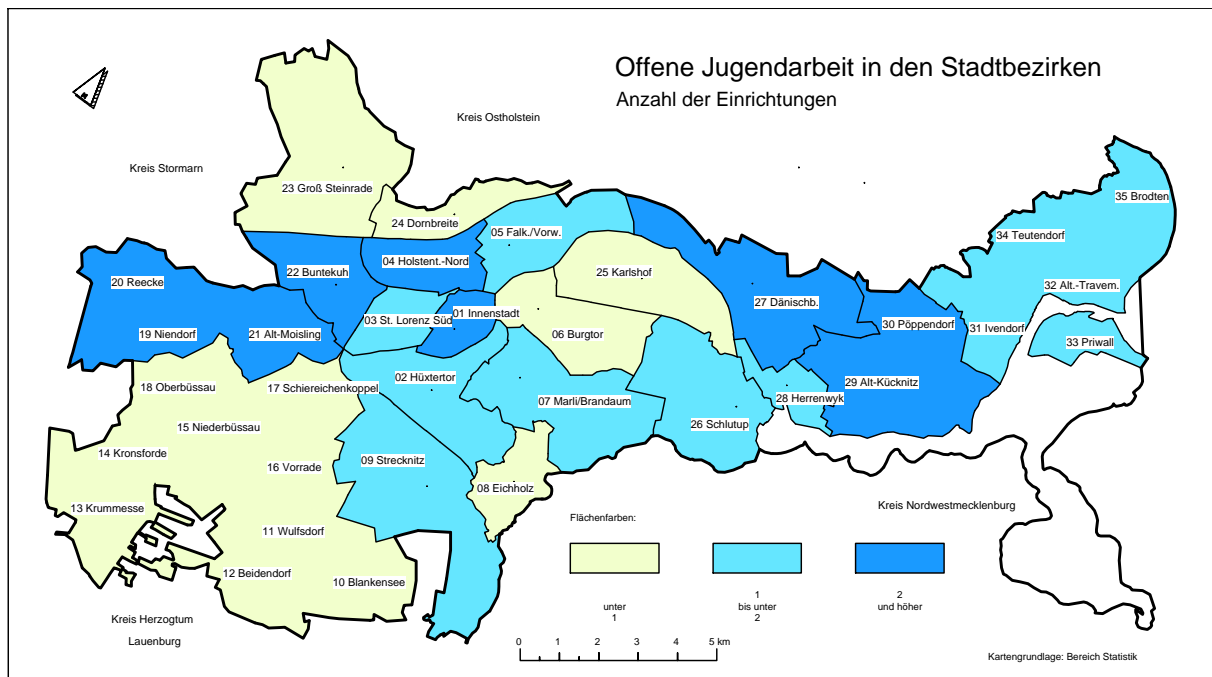 Offene Jugendarbeit in den Stadtbezirken
Anzahl der Einrichtungen
Kreis Ostholstein
Kreis Stormarn
23 Groß Steinrade
35 Brodten
24 Dornbreite
05 Falk./Vorw.
34 Teutendorf
04 Holstent.-Nord
22 Buntekuh
25 Karlshof
20 Reecke
32 Alt.-Travem.
27 Dänischb.
01 Innenstadt
03 St. Lorenz Süd
30 Pöppendorf
31 Ivendorf
19 Niendorf
21 Alt-Moisling
06 Burgtor
33 Priwall
02 Hüxtertor
29 Alt-Kücknitz
18 Oberbüssau
17 Schiereichenkoppel
28 Herrenwyk
07 Marli/Brandaum
26 Schlutup
15 Niederbüssau
14 Kronsforde
09 Strecknitz
16 Vorrade
08 Eichholz
13 Krummesse
Kreis Nordwestmecklenburg
Flächenfarben:
11 Wulfsdorf
12 Beidendorf
10 Blankensee
unter
1
1
bis unter
2
2
und höher
Kreis Herzogtum
Lauenburg
0 1 2 3 4 5 km
Kartengrundlage: Bereich Statistik